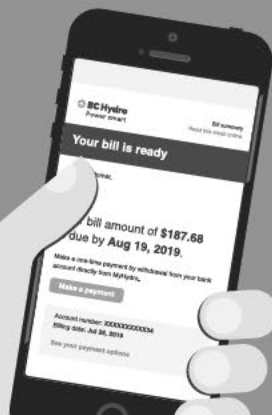 BC Hydro
Power smart
Bill summary
Read this email online
Your bill is ready
bill amount of $187.68
due by Aug 19, 2019.
Make a one-time payment by withdrawal from your bank
account directly from MyHydro.
Make a payment
Account number: XXXXXXXXXX34
Billing date: Jul 26, 2019
See your payment options